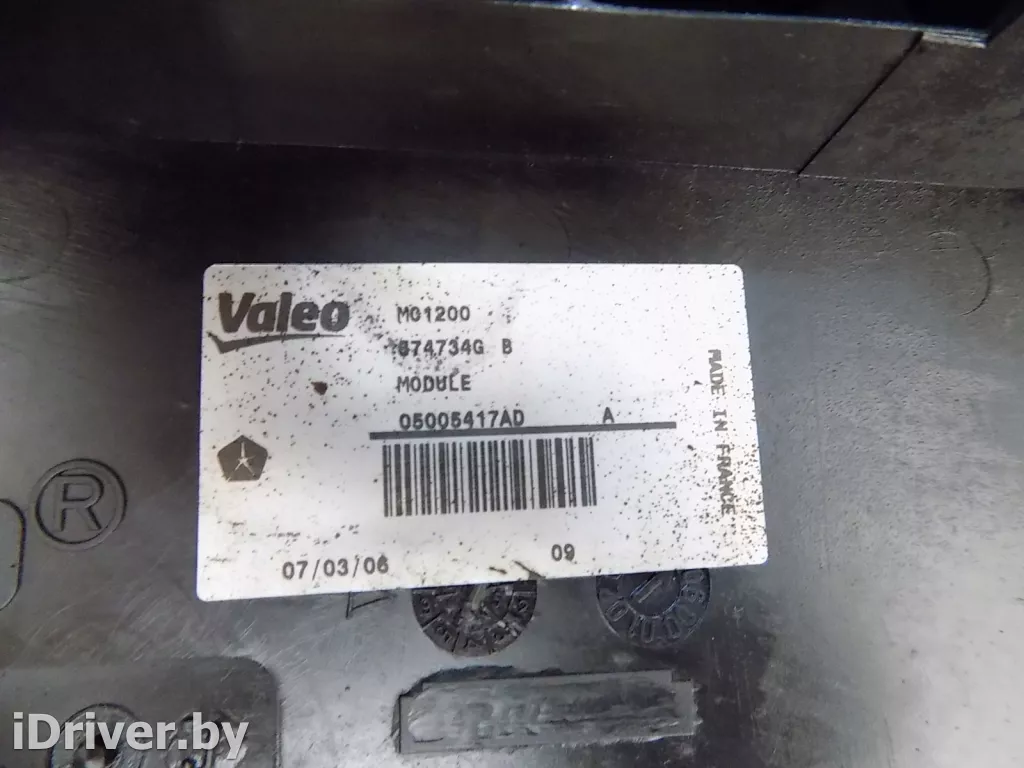 Valeo
M01200
874734G B
MODULE
05005417AD A
MADE IN FRANCE
07/03/06
09
®
iDriver.by